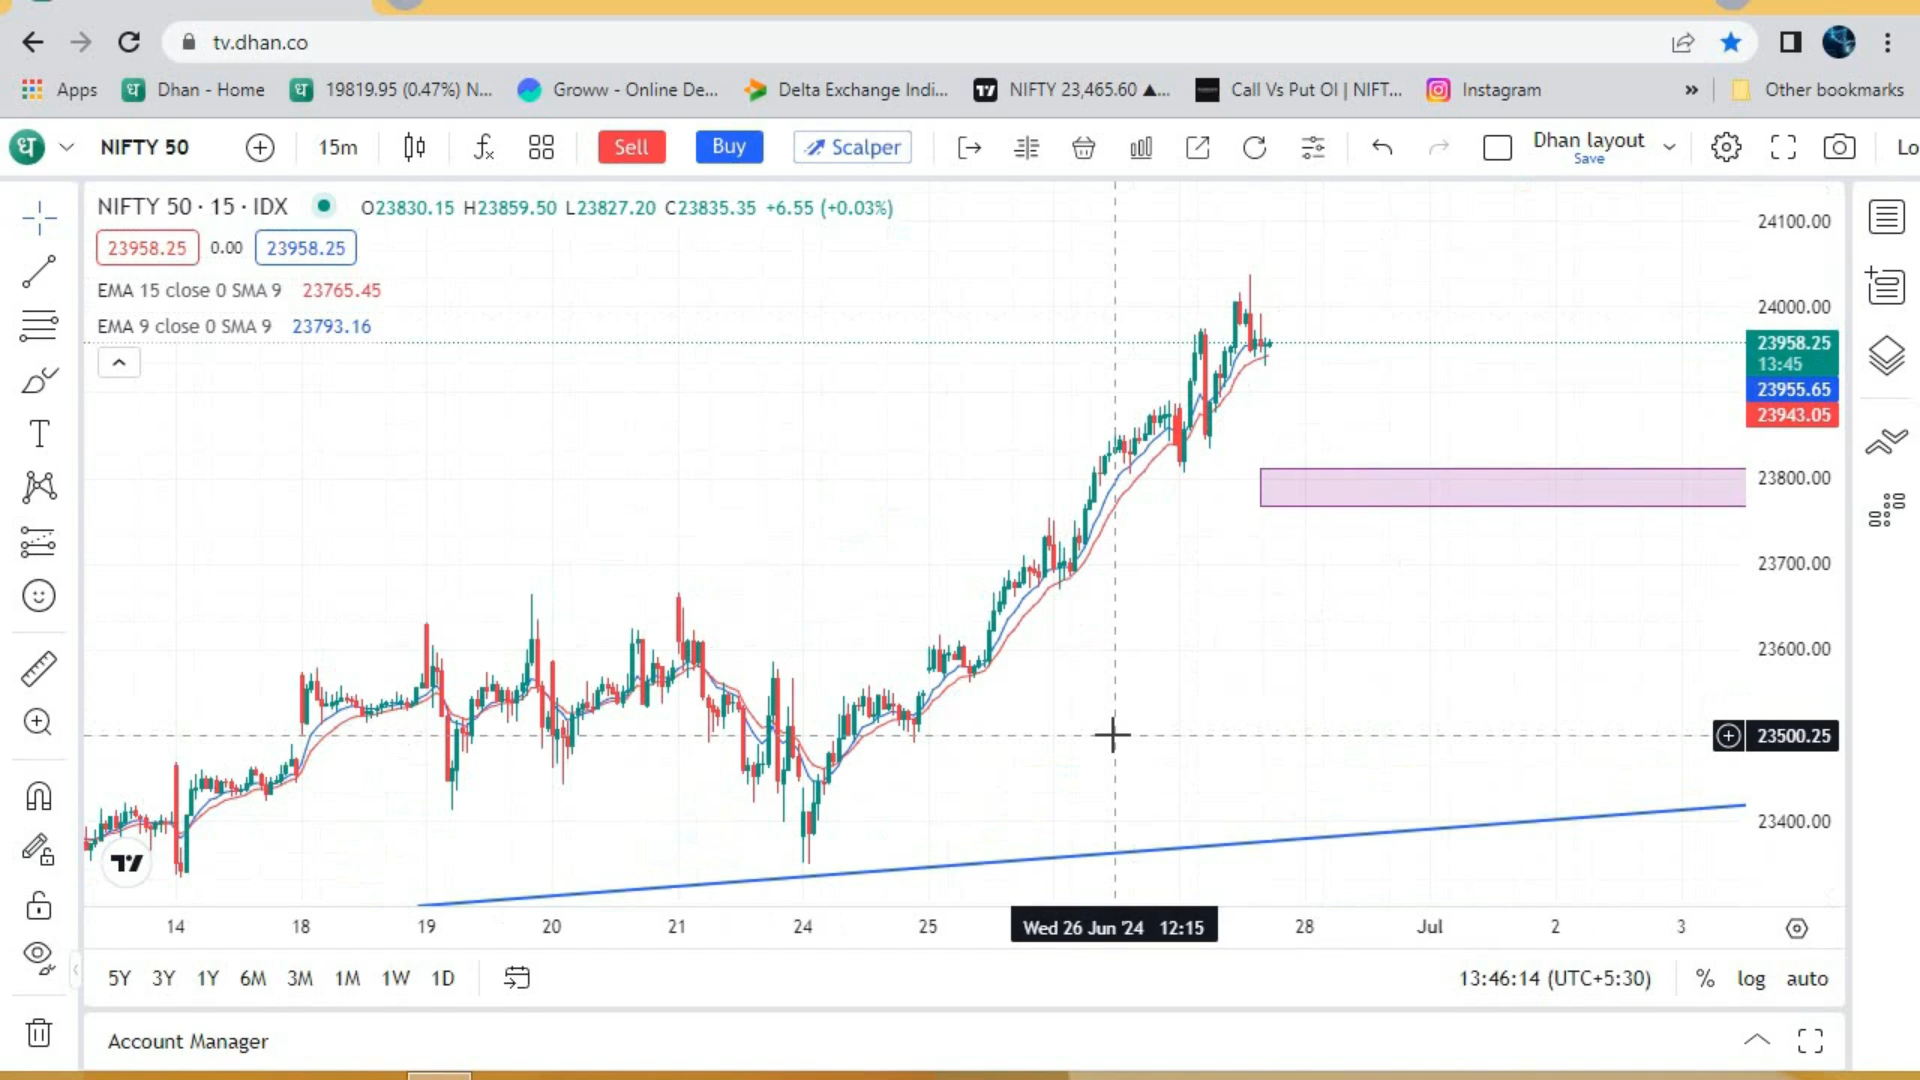 tv.dhan.co
Apps
Dhan - Home
19819.95 (0.47%) N...
Groww - Online De...
Delta Exchange Indi...
NIFTY 23,465.60 ▲...
Call Vs Put OI | NIFT...
Instagram
»
Other bookmarks
ध NIFTY 50 15m Sell Buy Scalper Dhan layout Lo
Save
NIFTY 50 · 15 · IDX O23830.15 H23859.50 L23827.20 C23835.35 +6.55 (+0.03%)
23958.25 0.00 23958.25
EMA 15 close 0 SMA 9 23765.45
EMA 9 close 0 SMA 9 23793.16
24100.00
24000.00
23958.25
13:45
23955.65
23943.05
23800.00
23700.00
23600.00
23500.25
23400.00
14 18 19 20 21 24 25 Wed 26 Jun '24 12:15 28 Jul 2 3
5Y 3Y 1Y 6M 3M 1M 1W 1D 13:46:14 (UTC+5:30) % log auto
Account Manager